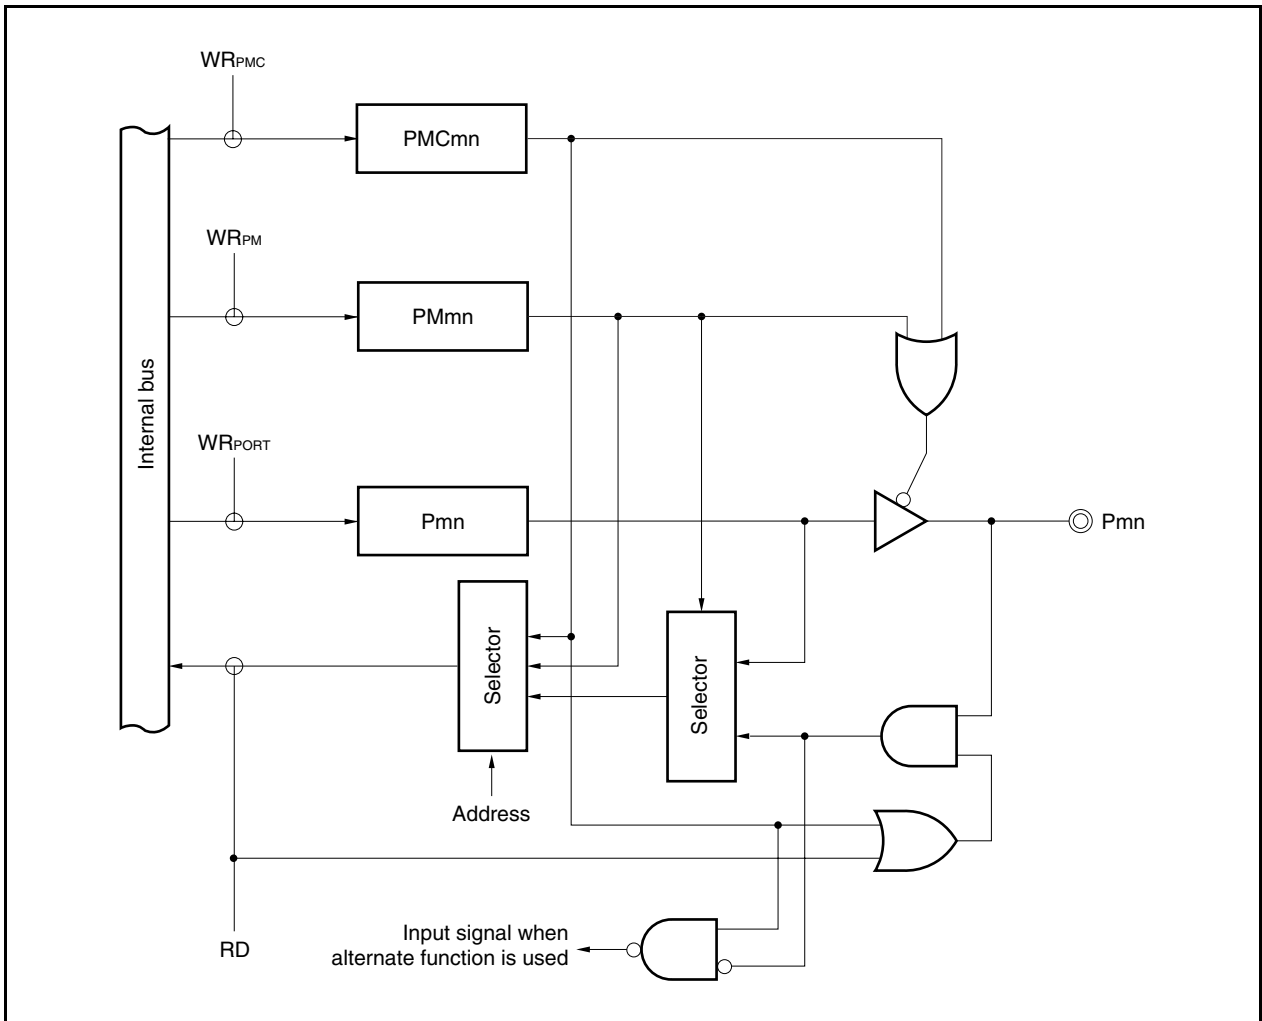 WRPMC
PMCmn
WRPM
PMmn
Internal bus
WRPORT
Pmn
Pmn
Selector
Selector
Address
Input signal when
alternate function is used
RD